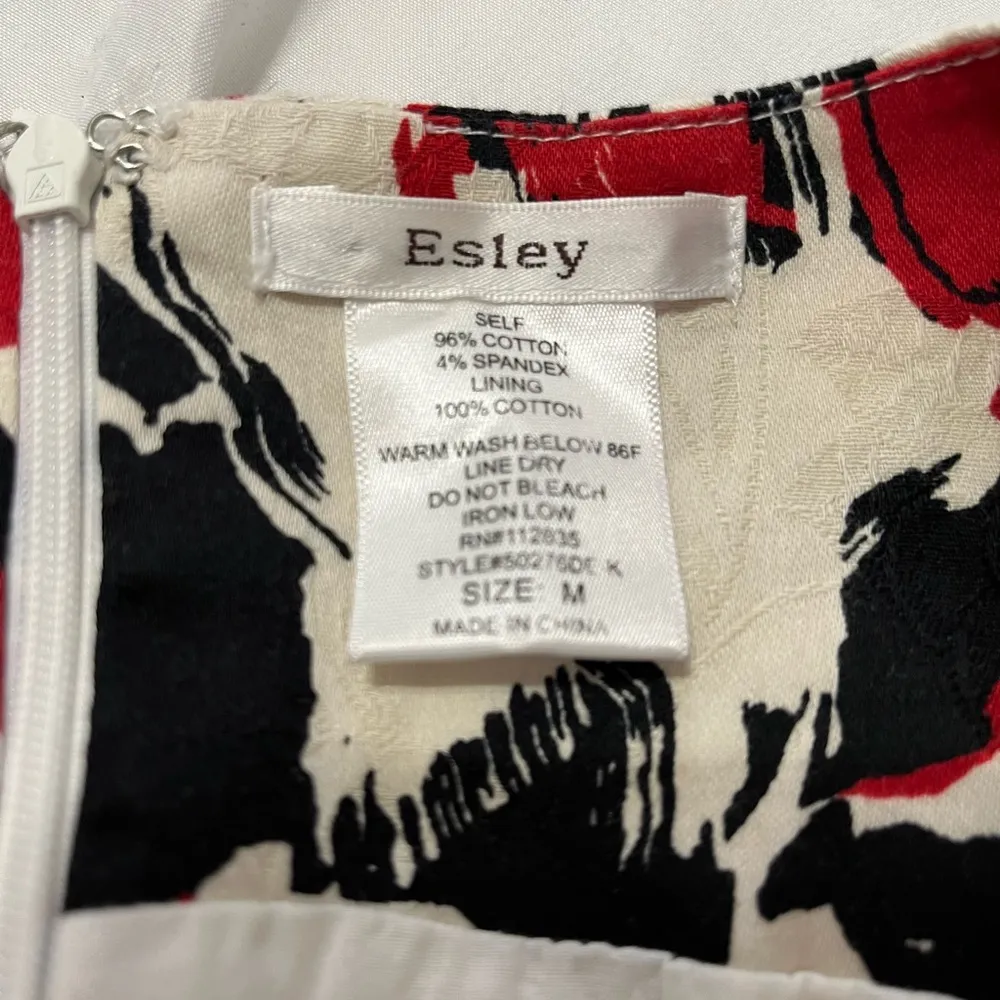 Esley
SELF
96% COTTON,
4% SPANDEX
LINING
100% COTTON
WARM WASH BELOW 86F
LINE DRY
DO NOT BLEACH
IRON LOW
RN#112835
SIZE: M
MADE IN CHINA